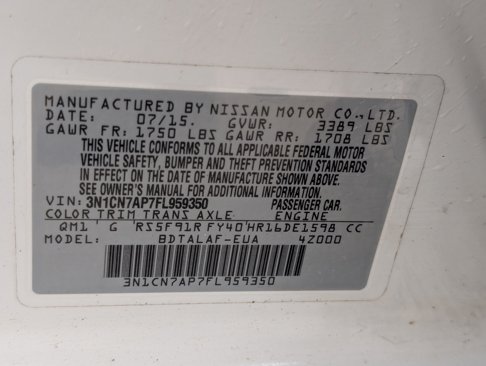 MANUFACTURED BY NISSAN MOTOR CO.,LTD.
DATE: 07/15. GVWR: 3389 LBS
GAWR FR: 1750 LBS GAWR RR: 1708 LBS
THIS VEHICLE CONFORMS TO ALL APPLICABLE FEDERAL MOTOR
VEHICLE SAFETY, BUMPER AND THEFT PREVENTION STANDARDS
IN EFFECT ON THE DATE OF MANUFACTURE SHOWN ABOVE.
SEE OWNER'S MANUAL FOR ADDITIONAL INFORMATION.
VIN: 3N1CN7AP7FL959350 PASSENGER CAR.
COLOR TRIM TRANS AXLE ENGINE
QM1 G RS5F91R FY40 HR16DE1598 CC
MODEL: BDTALAF-EUA 4Z000
3N1CN7AP7FL959350